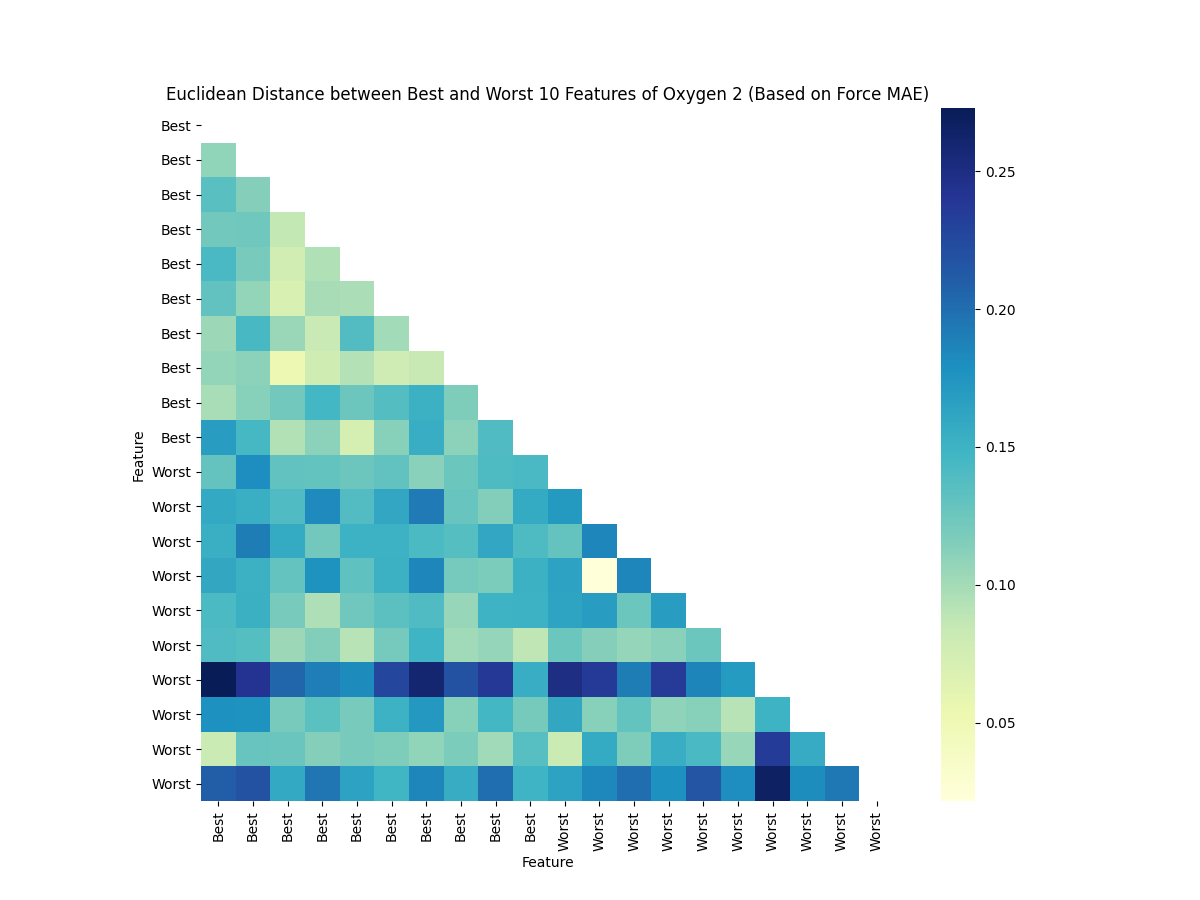 Euclidean Distance between Best and Worst 10 Features of Oxygen 2 (Based on Force MAE)
Best
Best
Best
Best
Best
Best
Best
Best
Best
Best
Worst
Worst
Worst
Worst
Worst
Worst
Worst
Worst
Worst
Worst
Feature
Best Best Best Best Best Best Best Best Best Best Worst Worst Worst Worst Worst Worst Worst Worst Worst Worst
Feature
0.25
0.20
0.15
0.10
0.05